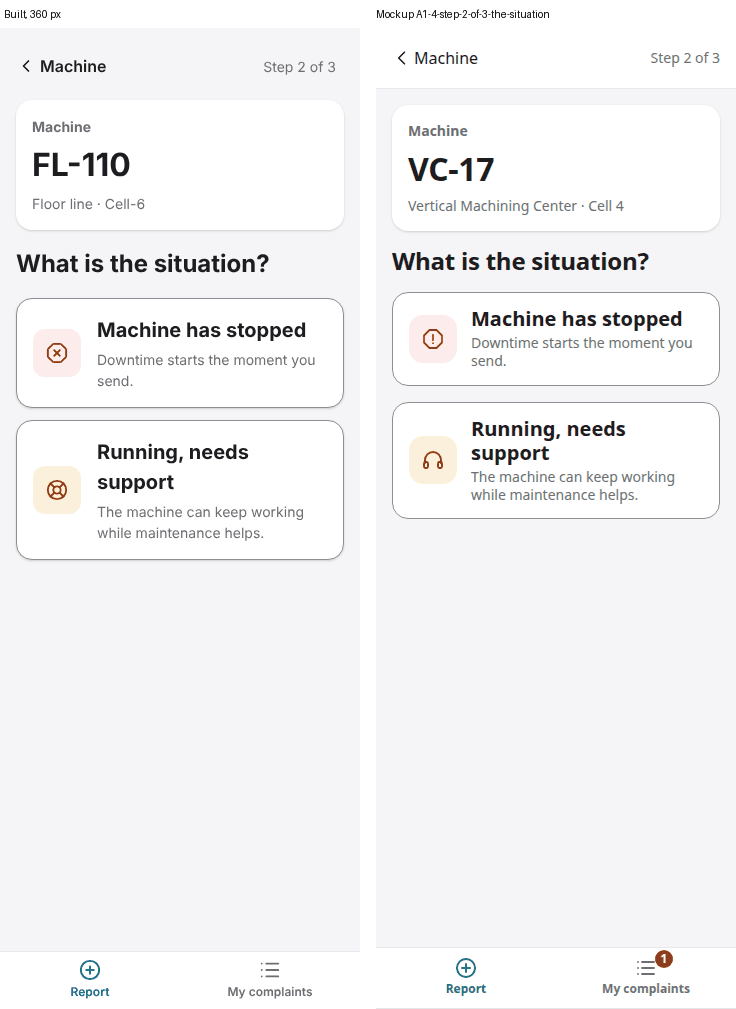 Built, 360 px
Machine
Step 2 of 3
Machine
FL-110
Floor line · Cell-6
What is the situation?
Machine has stopped
Downtime starts the moment you
send.
Running, needs
support
The machine can keep working
while maintenance helps.
Report
My complaints
Mockup A1-4-step-2-of-3-the-situation
Machine
Step 2 of 3
Machine
VC-17
Vertical Machining Center · Cell 4
What is the situation?
Machine has stopped
Downtime starts the moment you
send.
Running, needs
support
The machine can keep working
while maintenance helps.
Report
1
My complaints